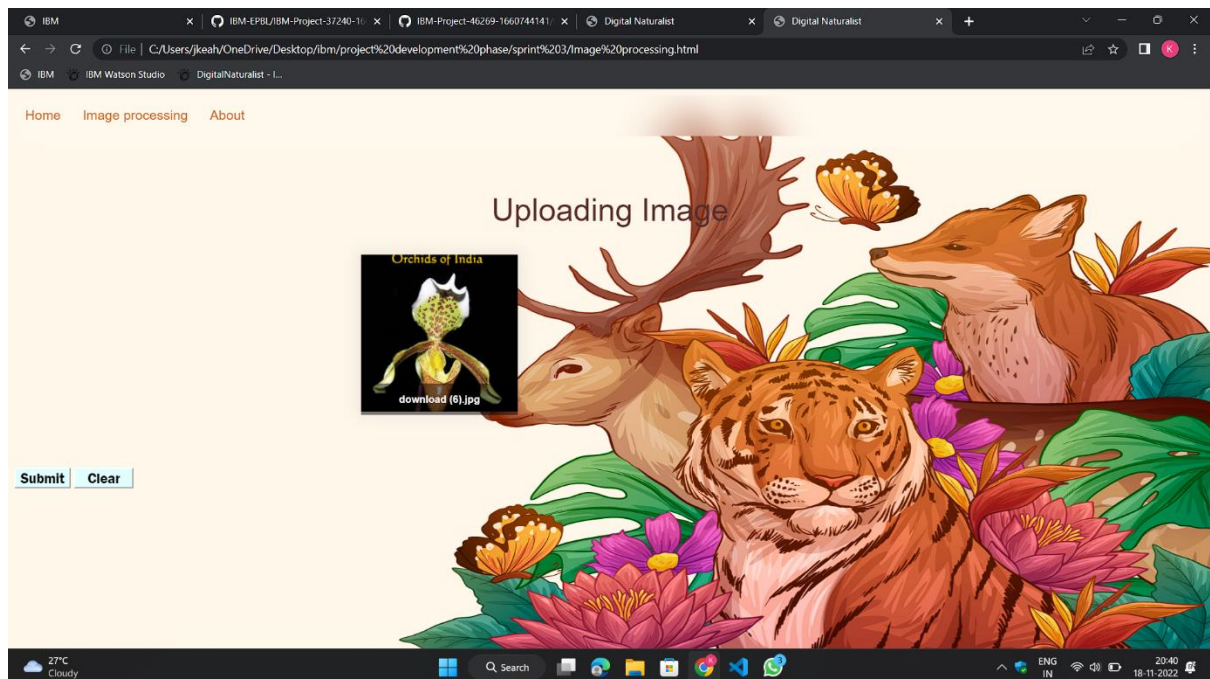 IBM
IBM-EPBL/IBM-Project-37240-16
IBM-Project-46269-1660744141/
Digital Naturalist
Digital Naturalist
File | C:/Users/jkeah/OneDrive/Desktop/ibm/project%20development%20phase/sprint%203/Image%20processing.html
K
IBM
IBM Watson Studio
DigitalNaturalist - I...
Home Image processing About
Uploading Image
Orchids of India
download (6).jpg
Submit Clear
27°C
Cloudy
Search
3
ENG
IN
20:40
18-11-2022